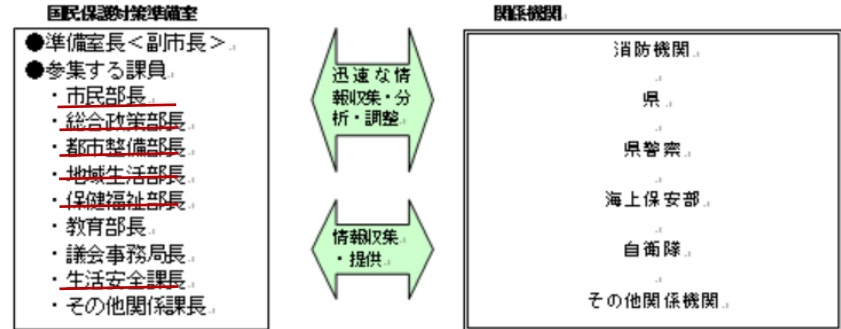 国民保護対策準備室
●準備室長＜副市長＞
●参集する課員
・市民部長
・総合政策部長
・都市整備部長
・地域生活部長
・保健福祉部長
・教育部長
・議会事務局長
・生活安全課長
・その他関係課長
迅速な情
報収集・分
析・調整
情報収集
・提供
関係機関
消防機関
県
県警察
海上保安部
自衛隊
その他関係機関